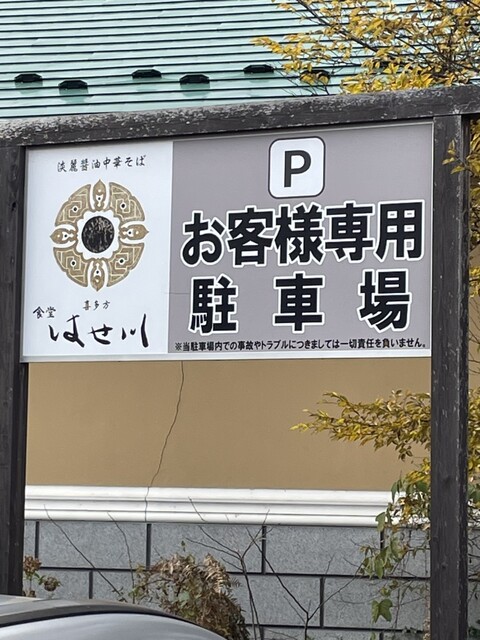 淡麗醤油中華そば
喜多方
食堂
はせ川
P
お客様専用
駐車場
※当駐車場内での事故やトラブルにつきましては一切責任を負いません。